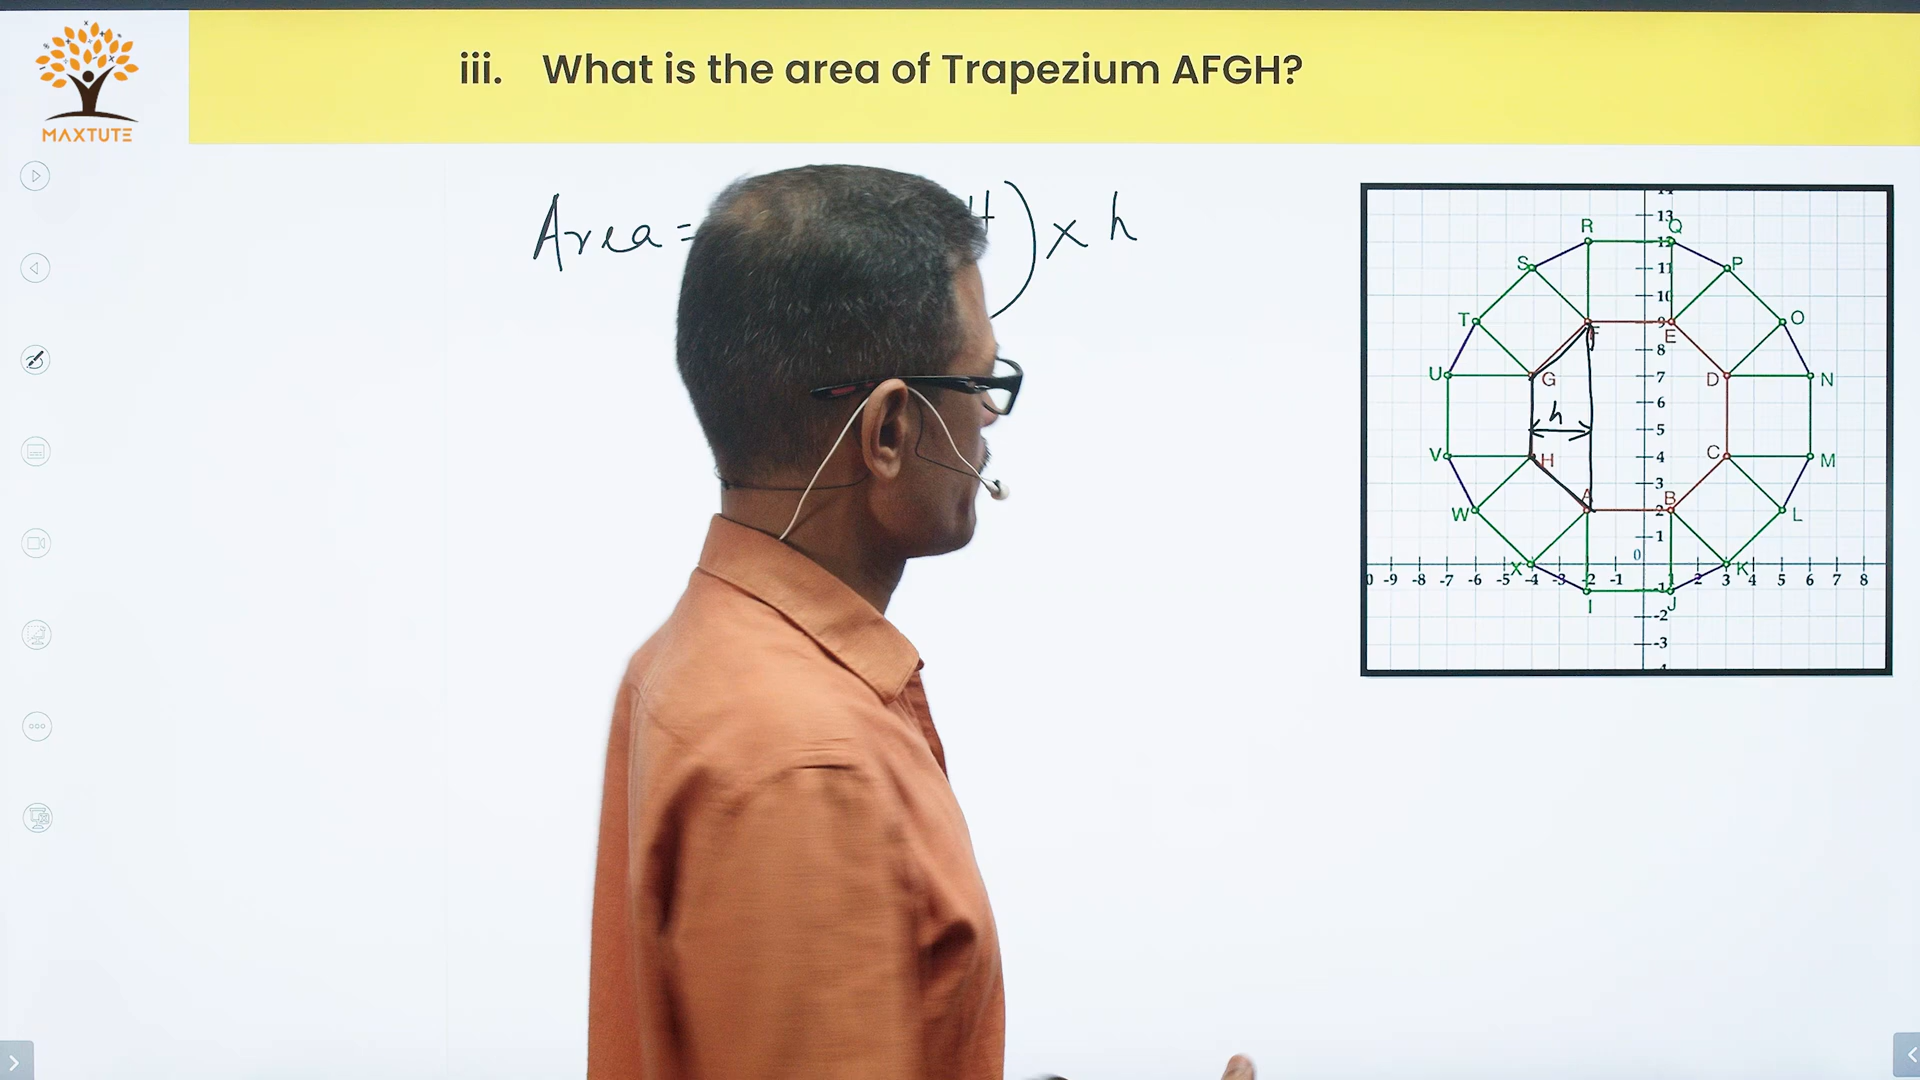 iii. What is the area of Trapezium AFGH?
MAXTUTE
Area =
H ) x h
14
13
R Q
12
S 11 P
10
T 9 O
F E
8
U G 7 D N
6
h
5
V H 4 C M
3
W A 2 B L
1
0
X K
-9 -8 -7 -6 -5 -4 -3 -2 -1 1 2 3 4 5 6 7 8
-1
I J
-2
-3